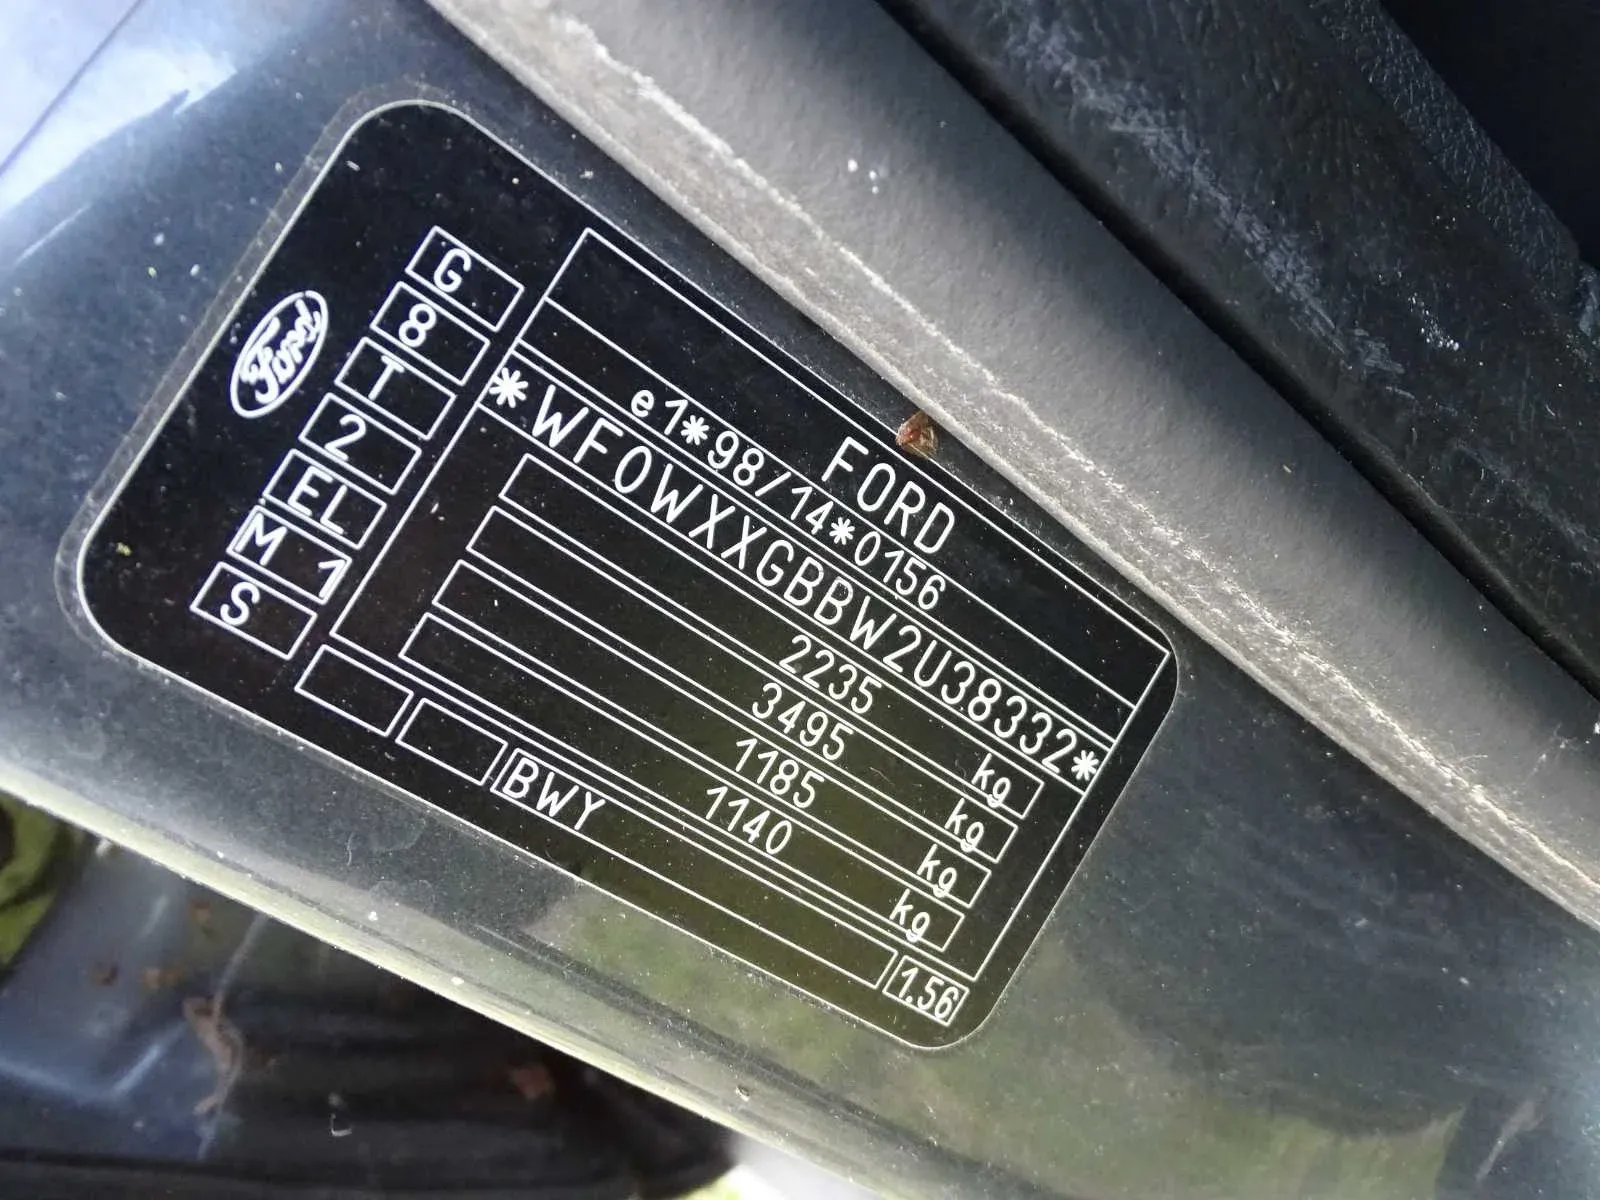 Ford
G
8
T
2
EL
M 1
S
FORD
e1*98/14*0156
*WF0WXXGBBW2U38332*
2235 kg
3495 kg
1185 kg
1140 kg
BWY
1.56